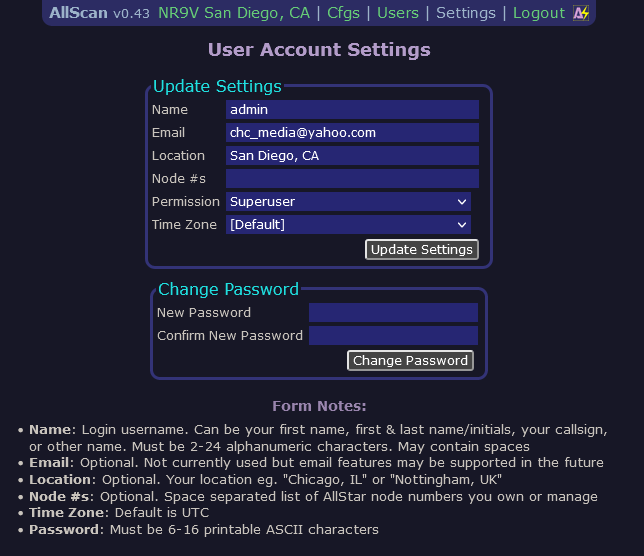 AllScan v0.43 NR9V San Diego, CA | Cfgs | Users | Settings | Logout A
User Account Settings
Update Settings
Name admin
Email chc_media@yahoo.com
Location San Diego, CA
Node #s
Permission Superuser
Time Zone [Default]
Update Settings
Change Password
New Password
Confirm New Password
Change Password
Form Notes:
• Name: Login username. Can be your first name, first & last name/initials, your callsign,
or other name. Must be 2-24 alphanumeric characters. May contain spaces
• Email: Optional. Not currently used but email features may be supported in the future
• Location: Optional. Your location eg. "Chicago, IL" or "Nottingham, UK"
• Node #s: Optional. Space separated list of AllStar node numbers you own or manage
• Time Zone: Default is UTC
• Password: Must be 6-16 printable ASCII characters